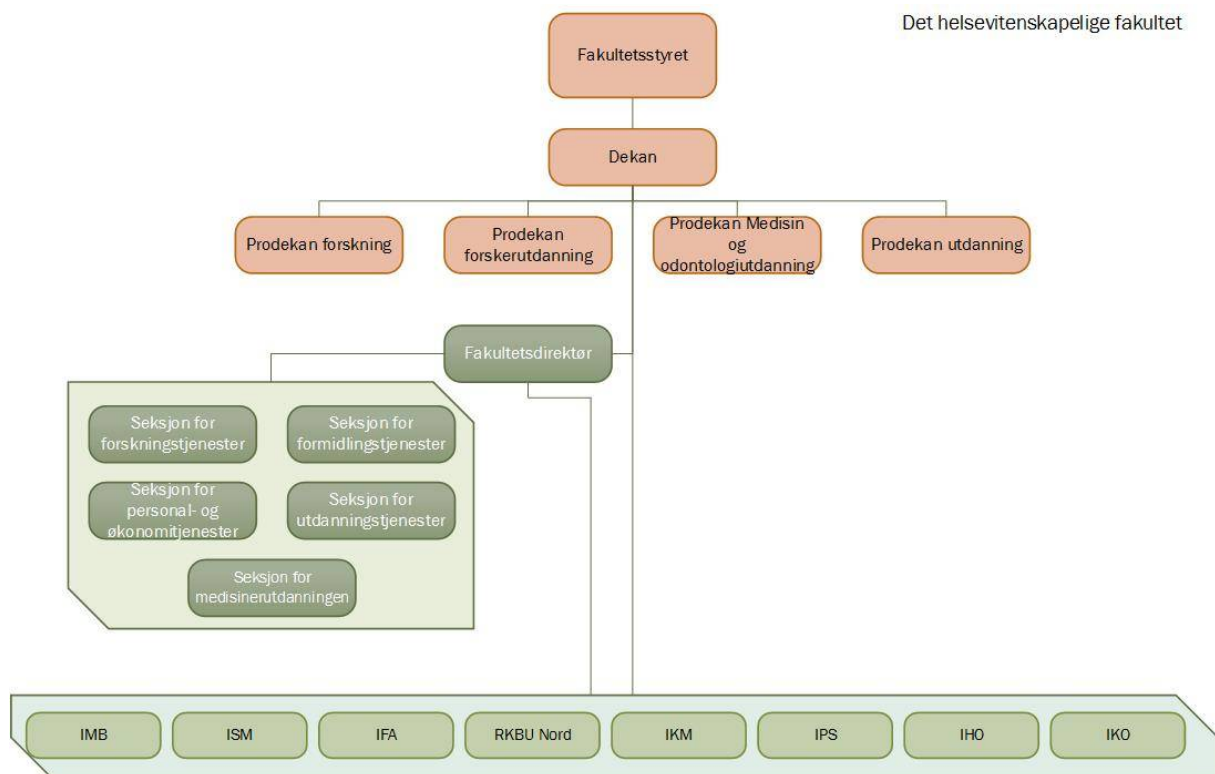 Det helsevitenskapelige fakultet
Fakultetsstyret
Dekan
Prodekan forskning
Prodekan
forskerutdanning
Prodekan Medisin
og
odontologiutdanning
Prodekan utdanning
Fakultetsdirektør
Seksjon for
forskningstjenester
Seksjon for
formidlingstjenester
Seksjon for
personal- og
økonomitjenester
Seksjon for
utdanningstjenester
Seksjon for
medisinerutdanningen
IMB
ISM
IFA
RKBU Nord
IKM
IPS
IHO
IKO